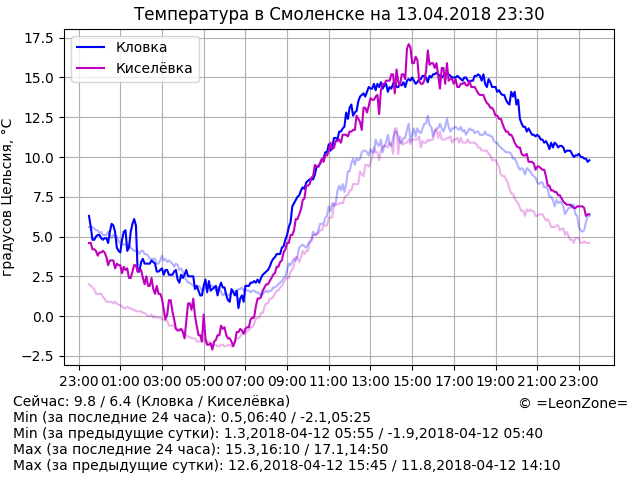 Температура в Смоленске на 13.04.2018 23:30
градусов Цельсия, °C
17.5
15.0
12.5
10.0
7.5
5.0
2.5
0.0
−2.5
Кловка
Киселёвка
23:00 01:00 03:00 05:00 07:00 09:00 11:00 13:00 15:00 17:00 19:00 21:00 23:00
Сейчас: 9.8 / 6.4 (Кловка / Киселёвка)
© =LeonZone=
Min (за последние 24 часа): 0.5,06:40 / -2.1,05:25
Min (за предыдущие сутки): 1.3,2018-04-12 05:55 / -1.9,2018-04-12 05:40
Max (за последние 24 часа): 15.3,16:10 / 17.1,14:50
Max (за предыдущие сутки): 12.6,2018-04-12 15:45 / 11.8,2018-04-12 14:10